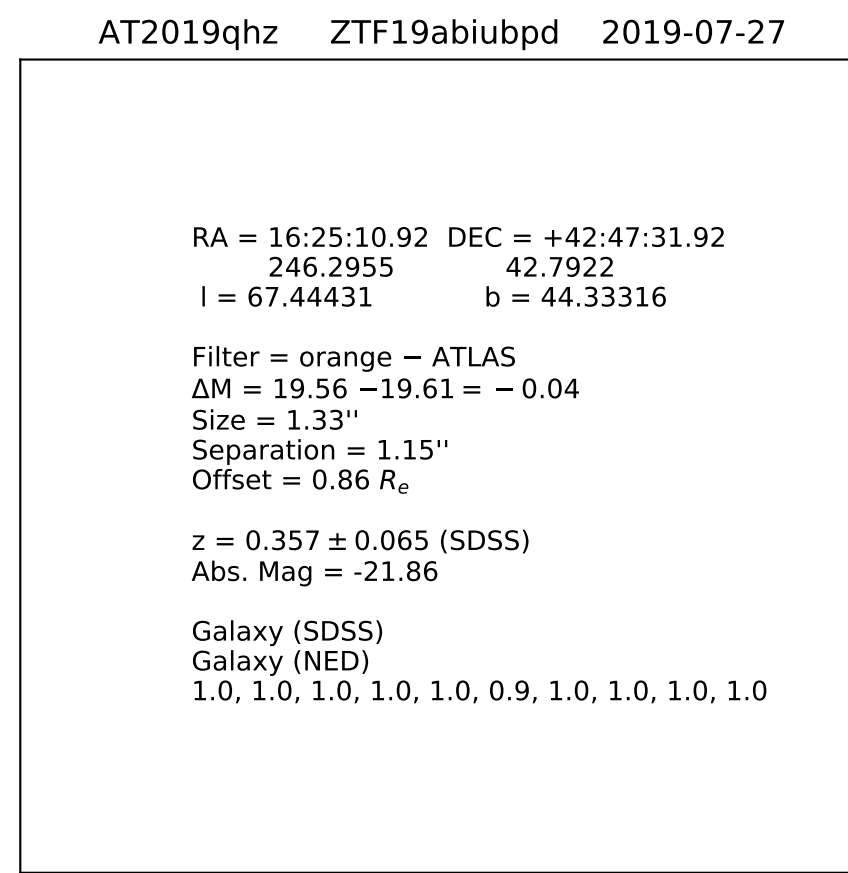 AT2019qhz ZTF19abiubpd 2019-07-27
RA = 16:25:10.92 DEC = +42:47:31.92
246.2955 42.7922
l = 67.44431 b = 44.33316
Filter = orange − ATLAS
ΔM = 19.56 −19.61 = − 0.04
Size = 1.33''
Separation = 1.15''
Offset = 0.86 Re
z = 0.357 ± 0.065 (SDSS)
Abs. Mag = -21.86
Galaxy (SDSS)
Galaxy (NED)
1.0, 1.0, 1.0, 1.0, 1.0, 0.9, 1.0, 1.0, 1.0, 1.0